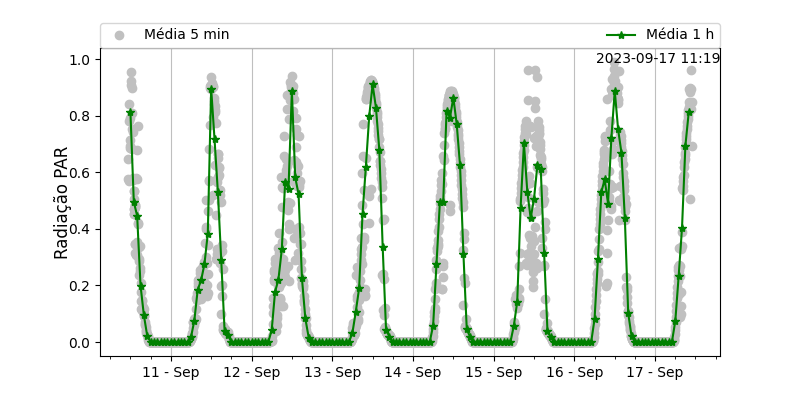 Média 5 min
Média 1 h
2023-09-17 11:19
Radiação PAR
1.0
0.8
0.6
0.4
0.2
0.0
11 - Sep
12 - Sep
13 - Sep
14 - Sep
15 - Sep
16 - Sep
17 - Sep